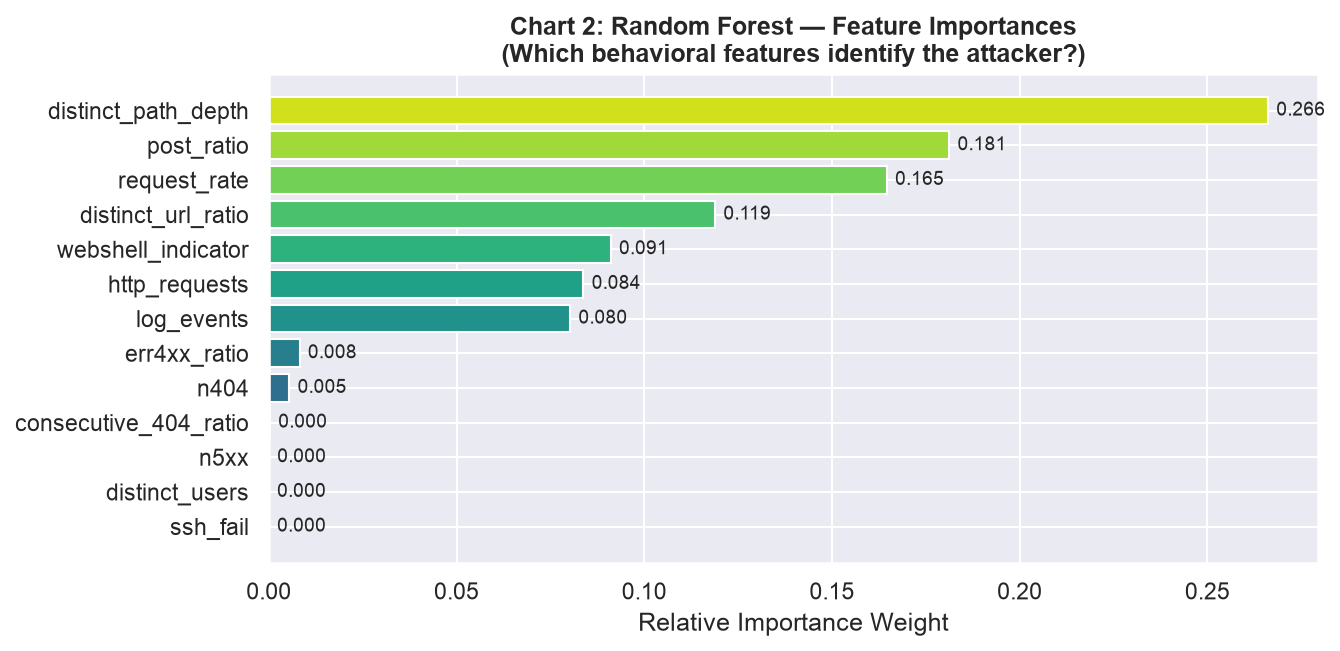 Chart 2: Random Forest — Feature Importances
(Which behavioral features identify the attacker?)
distinct_path_depth 0.266
post_ratio 0.181
request_rate 0.165
distinct_url_ratio 0.119
webshell_indicator 0.091
http_requests 0.084
log_events 0.080
err4xx_ratio 0.008
n404 0.005
consecutive_404_ratio 0.000
n5xx 0.000
distinct_users 0.000
ssh_fail 0.000
0.00 0.05 0.10 0.15 0.20 0.25
Relative Importance Weight